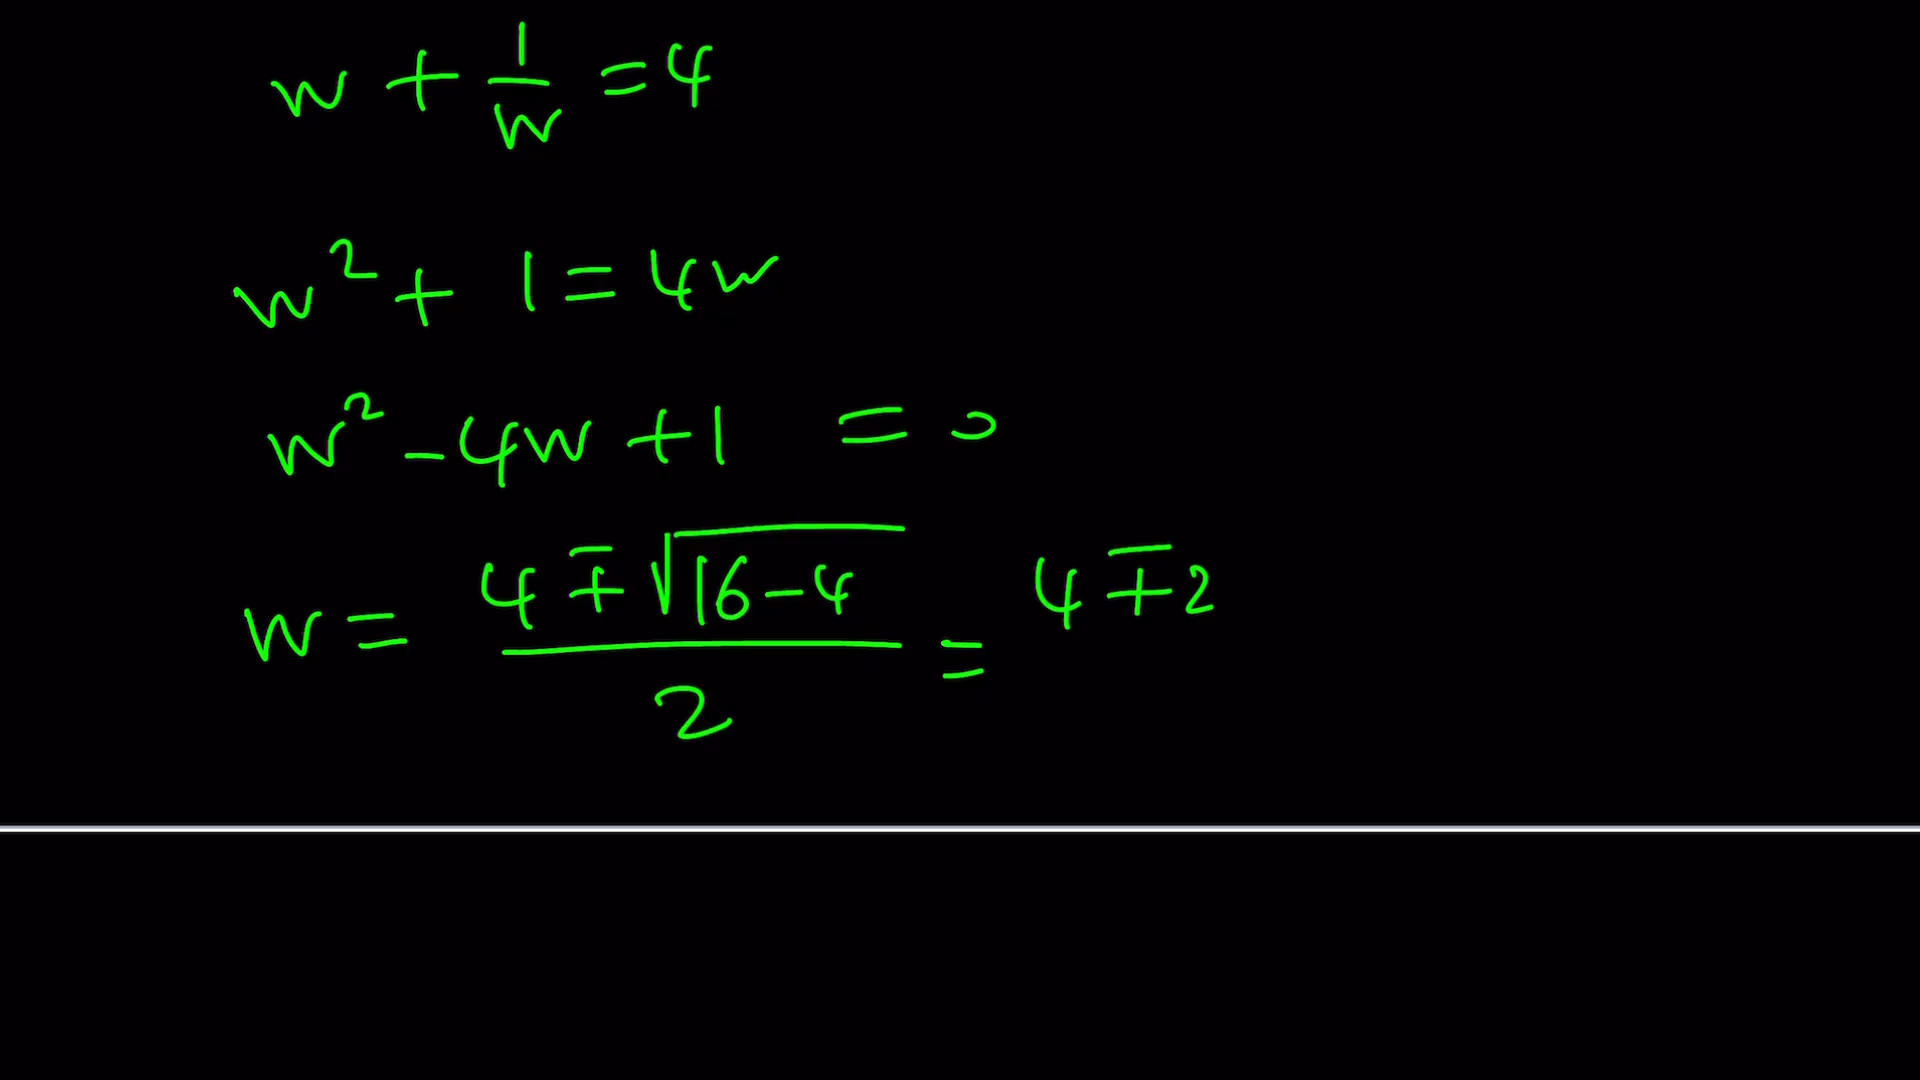 w + 1/w = 4
w² + 1 = 4w
w² - 4w + 1 = 0
w = (4 ∓ √(16-4))/2 = 4 ∓ 2